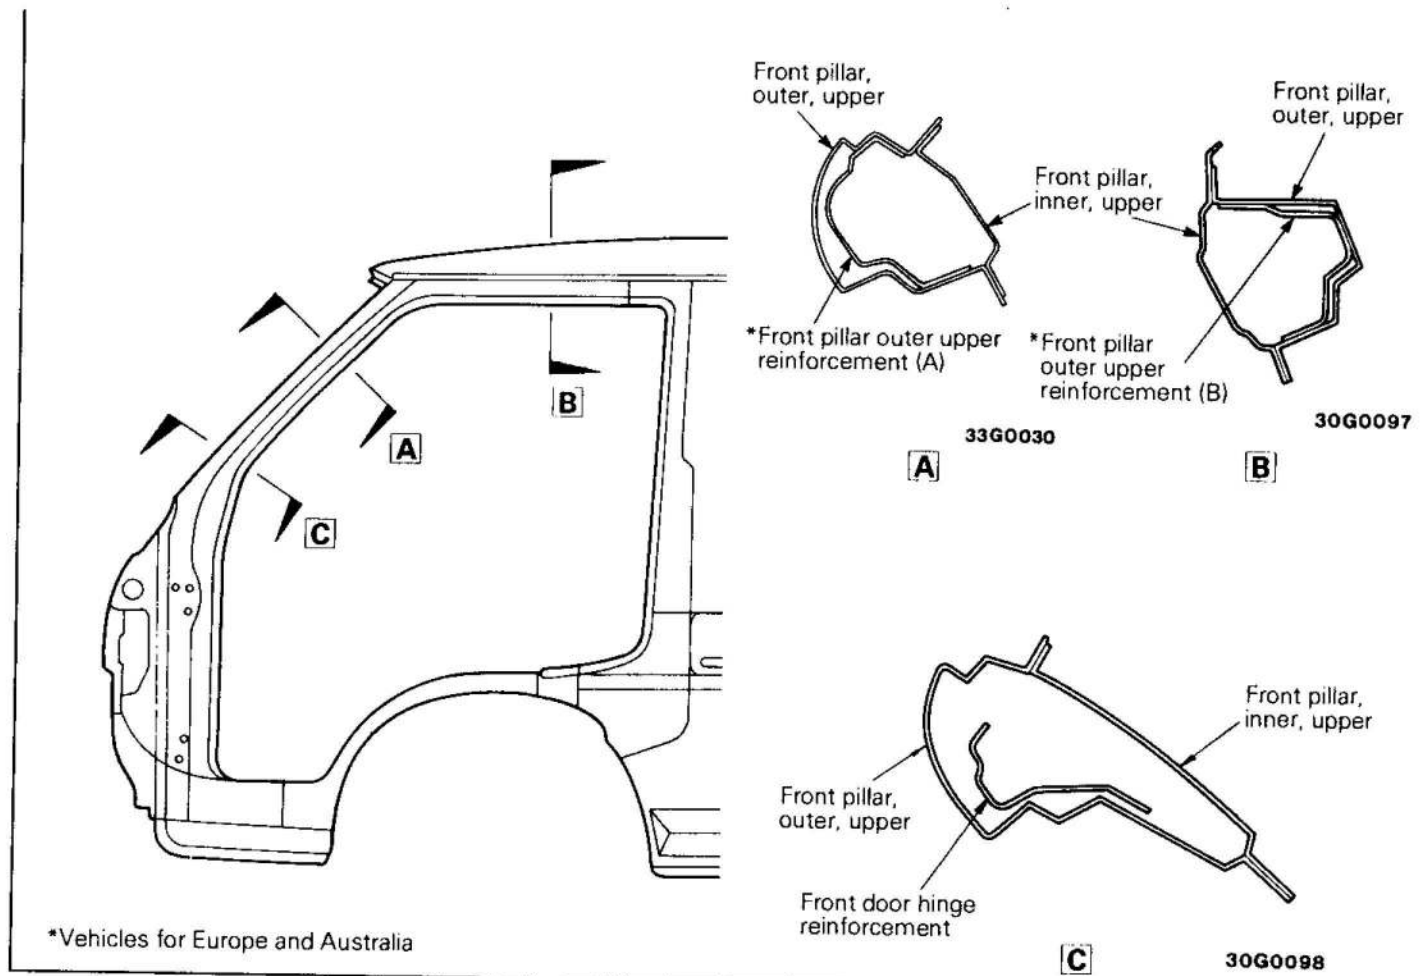 Front pillar,
outer, upper
Front pillar,
outer, upper
Front pillar,
inner, upper
*Front pillar outer upper
reinforcement (A)
*Front pillar
outer upper
reinforcement (B)
33G0030
30G0097
A
B
B
A
C
Front pillar,
inner, upper
Front pillar,
outer, upper
Front door hinge
reinforcement
*Vehicles for Europe and Australia
C
30G0098